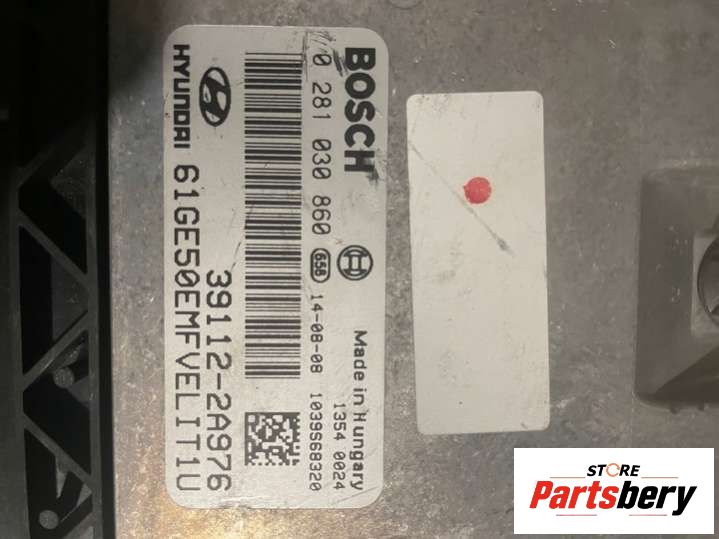 BOSCH
0 281 030 860
658 14-08-08
Made in Hungary
1354 0024
1039S68320
HYUNDAI
39112-2A976
61GE50EMFVELIT1U
STORE
Partsbery